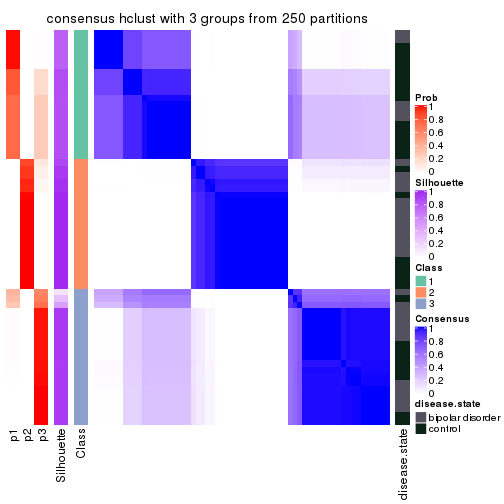 consensus hclust with 3 groups from 250 partitions
Prob
1
0.8
0.6
0.4
0.2
0
Silhouette
1
0.8
0.6
0.4
0.2
0
Class
1
2
3
Consensus
1
0.8
0.6
0.4
0.2
0
disease.state
bipolar disorder
control
p1
p2
p3
Silhouette
Class
disease.state